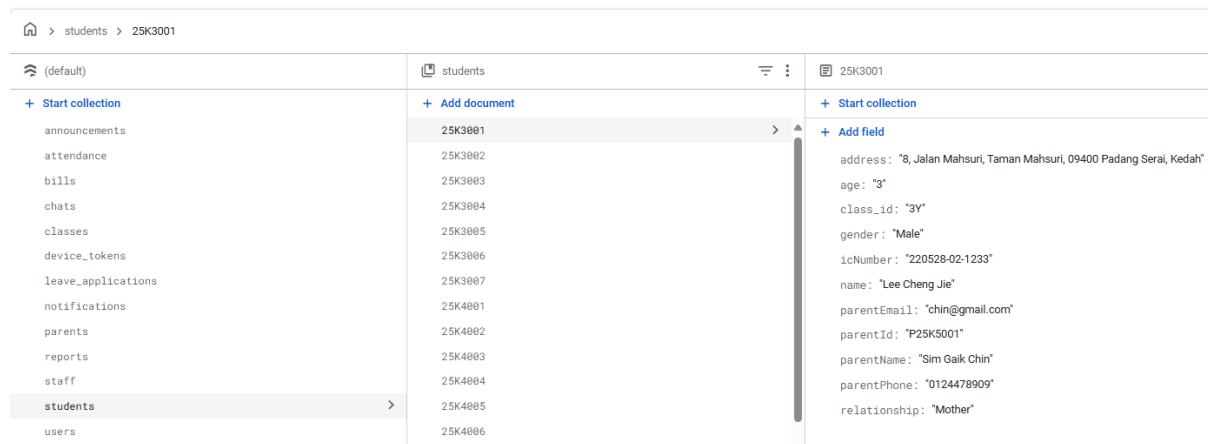 students > 25K3001
(default)
+ Start collection
announcements
attendance
bills
chats
classes
device_tokens
leave_applications
notifications
parents
reports
staff
students
users
students
+ Add document
25K3001
25K3002
25K3003
25K3004
25K3005
25K3006
25K3007
25K4001
25K4002
25K4003
25K4004
25K4005
25K4006
25K3001
+ Start collection
+ Add field
address: "8, Jalan Mahsuri, Taman Mahsuri, 09400 Padang Serai, Kedah"
age: "3"
class_id: "3Y"
gender: "Male"
icNumber: "220528-02-1233"
name: "Lee Cheng Jie"
parentEmail: "chin@gmail.com"
parentId: "P25K5001"
parentName: "Sim Gaik Chin"
parentPhone: "0124478909"
relationship: "Mother"